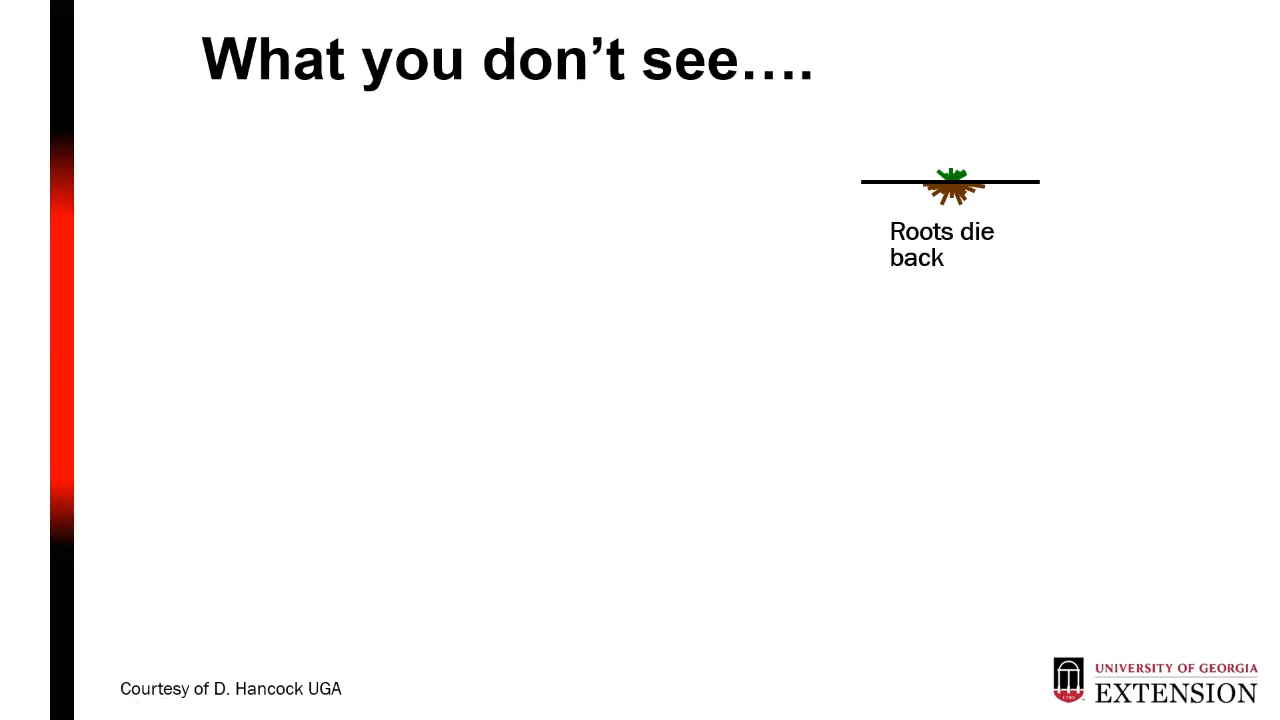 What you don’t see….
Roots die
back
Courtesy of D. Hancock UGA
UNIVERSITY OF GEORGIA
EXTENSION